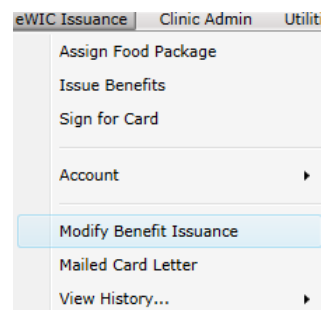 eWIC Issuance Clinic Admin Utiliti
Assign Food Package
Issue Benefits
Sign for Card
Account
Modify Benefit Issuance
Mailed Card Letter
View History...